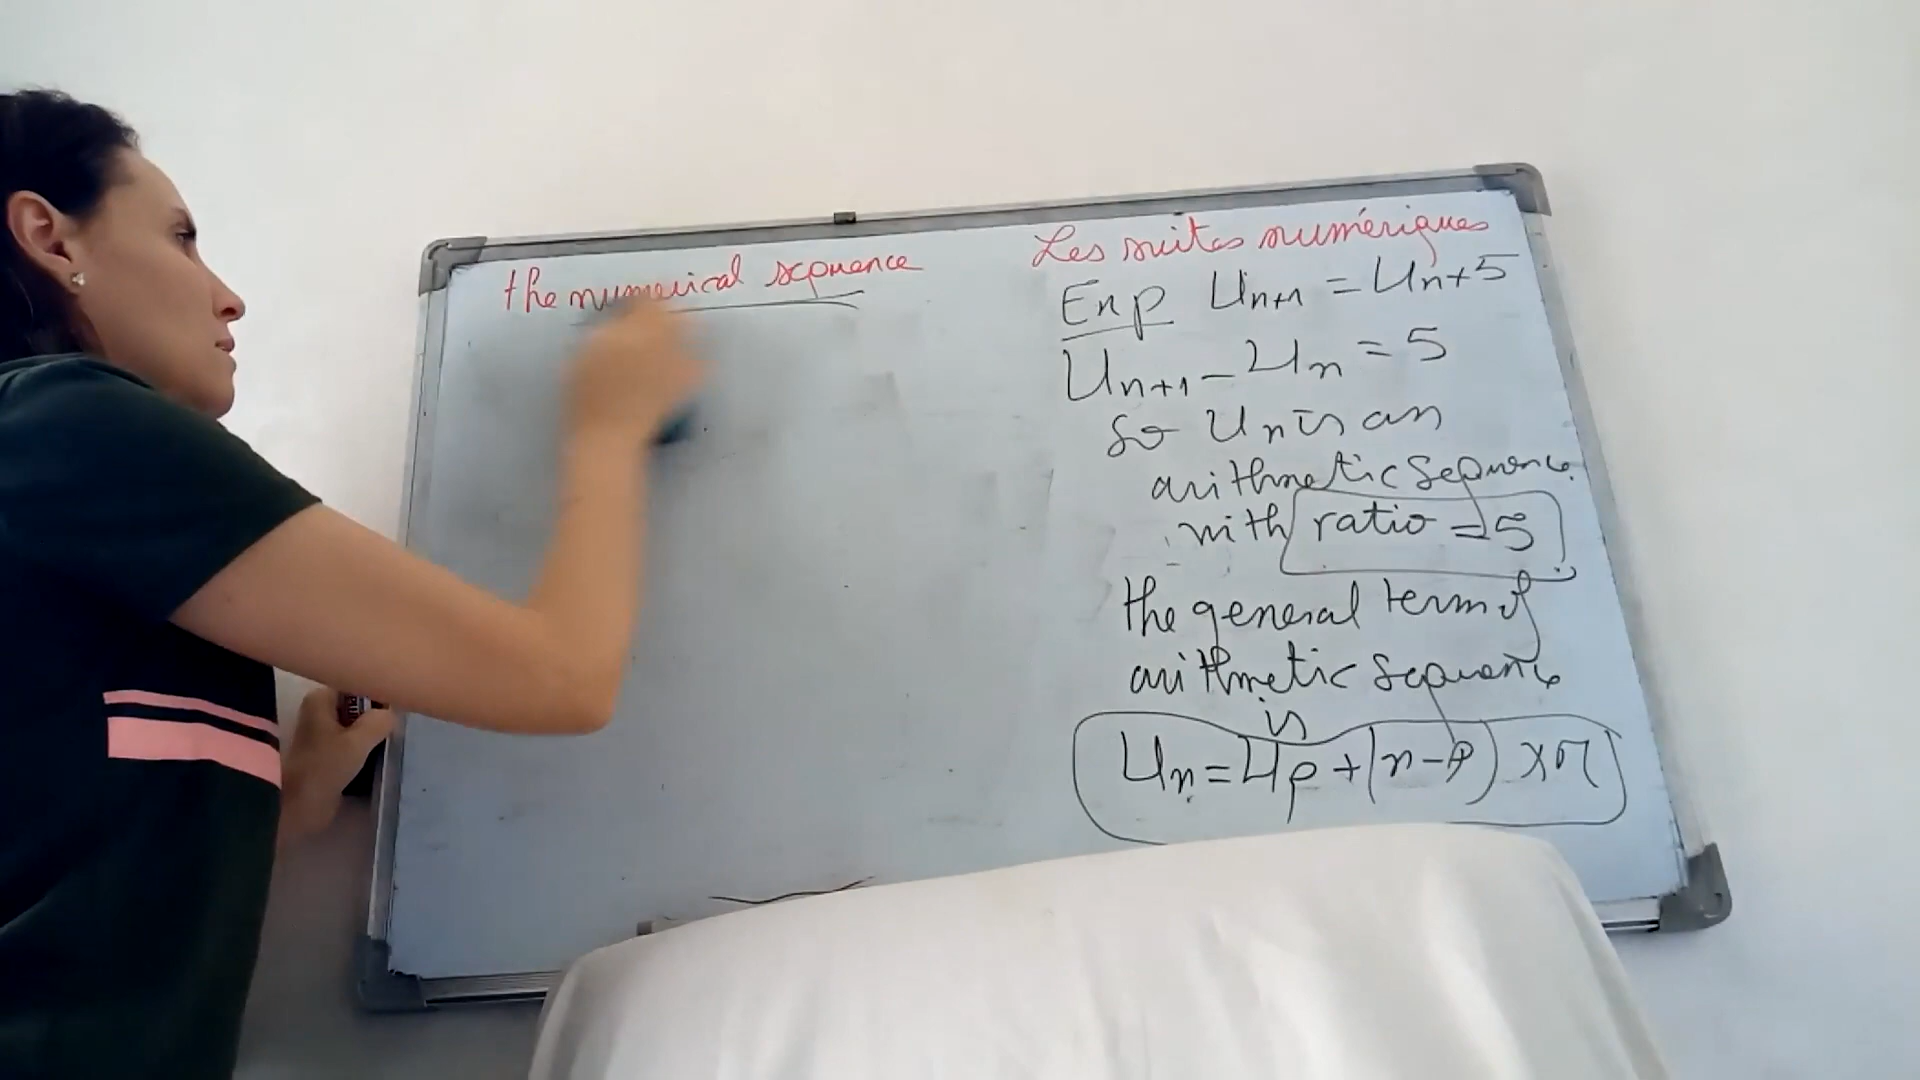 the numerical sequence
Les suites numériques
Exp Un+1 = Un+5
Un+1 - Un = 5
So Un is an
arithmetic sequence
with ratio = 5
the general term of
arithmetic sequence
is
Un = Up + (n-p) x r